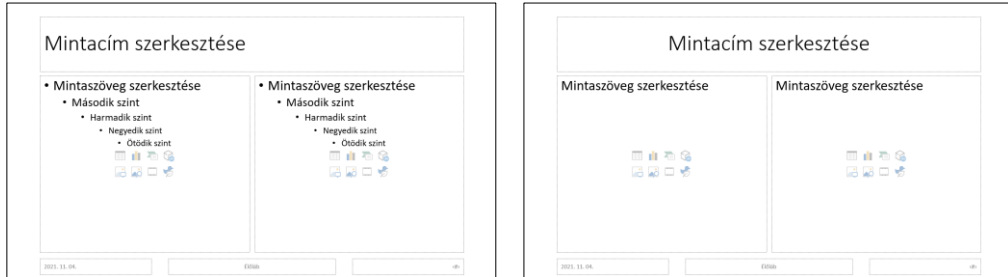 Mintacím szerkesztése
• Mintaszöveg szerkesztése
• Második szint
• Harmadik szint
• Negyedik szint
• Ötödik szint
• Mintaszöveg szerkesztése
• Második szint
• Harmadik szint
• Negyedik szint
• Ötödik szint
2021. 11. 04.
Élőláb
‹#›
Mintacím szerkesztése
Mintaszöveg szerkesztése
Mintaszöveg szerkesztése
2021. 11. 04.
Élőláb
‹#›